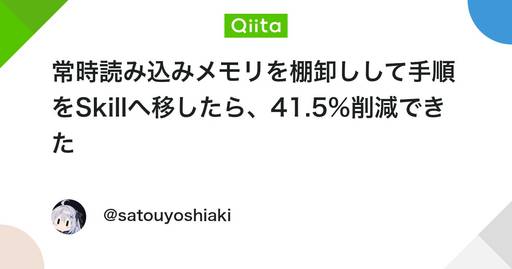 Qiita
常時読み込みメモリを棚卸しして手順
をSkillへ移したら、41.5%削減でき
た
@satouyoshiaki